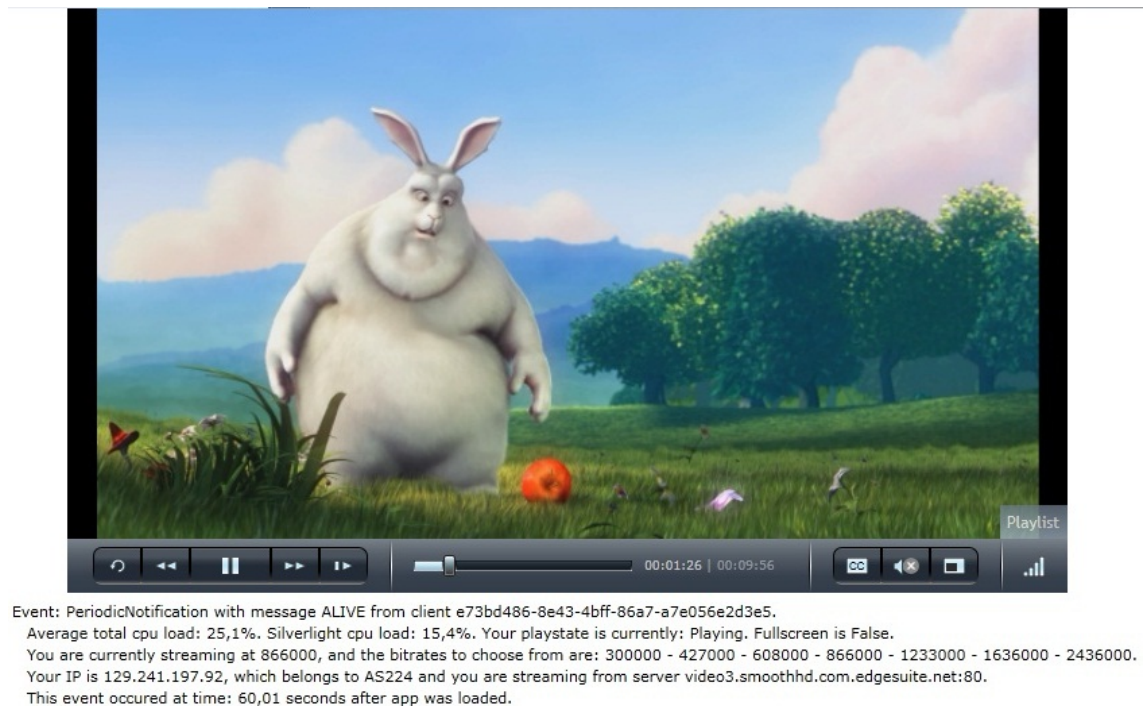 Playlist
00:01:26 | 00:09:56
CC
Event: PeriodicNotification with message ALIVE from client e73bd486-8e43-4bff-86a7-a7e056e2d3e5.
Average total cpu load: 25,1%. Silverlight cpu load: 15,4%. Your playstate is currently: Playing. Fullscreen is False.
You are currently streaming at 866000, and the bitrates to choose from are: 300000 - 427000 - 608000 - 866000 - 1233000 - 1636000 - 2436000.
Your IP is 129.241.197.92, which belongs to AS224 and you are streaming from server video3.smoothhd.com.edgesuite.net:80.
This event occured at time: 60,01 seconds after app was loaded.